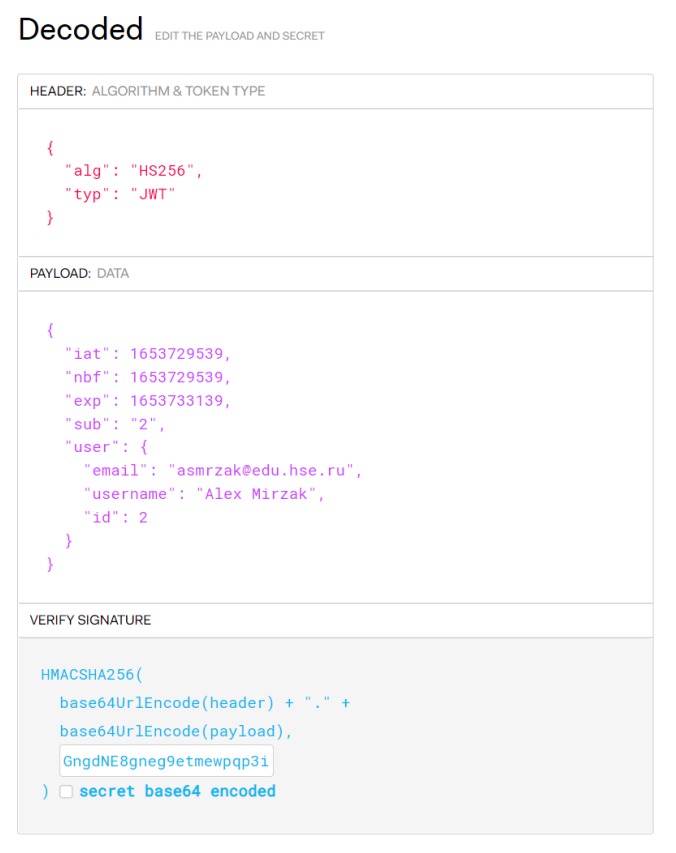 Decoded EDIT THE PAYLOAD AND SECRET
HEADER: ALGORITHM & TOKEN TYPE
{
"alg": "HS256",
"typ": "JWT"
}
PAYLOAD: DATA
{
"iat": 1653729539,
"nbf": 1653729539,
"exp": 1653733139,
"sub": "2",
"user": {
"email": "asmrzak@edu.hse.ru",
"username": "Alex Mirzak",
"id": 2
}
}
VERIFY SIGNATURE
HMACSHA256(
base64UrlEncode(header) + "." +
base64UrlEncode(payload),
GngdNE8gneg9etmewpqp3i
) secret base64 encoded